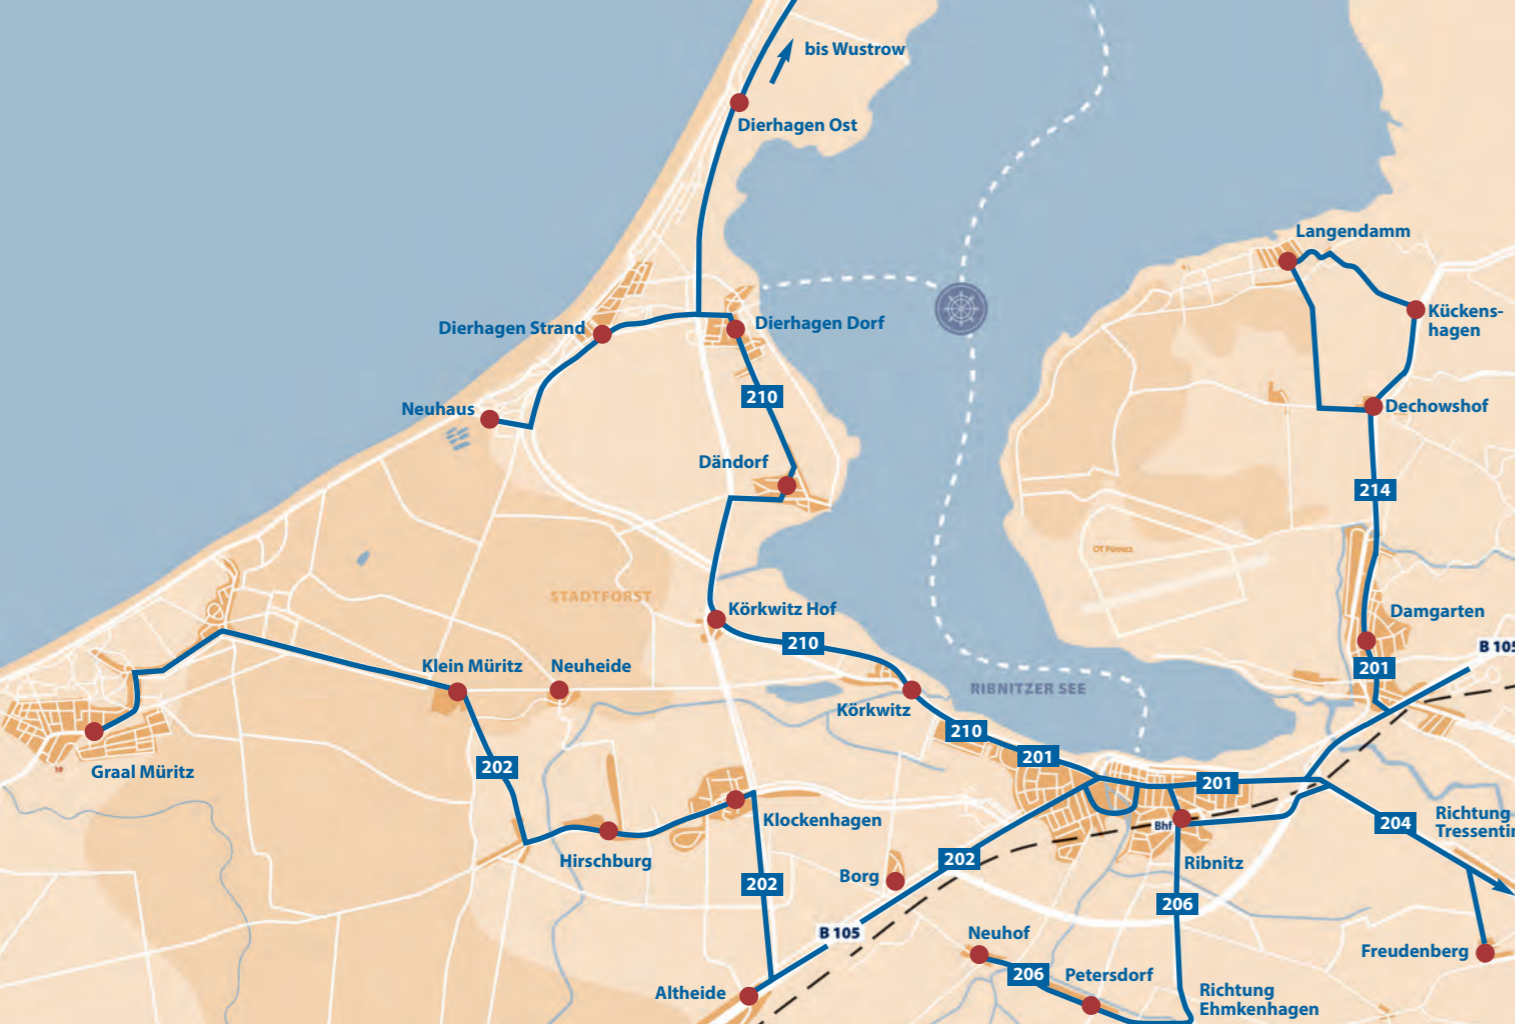 bis Wustrow
Dierhagen Ost
Langendamm
Kückens-
hagen
Dierhagen Strand
Dierhagen Dorf
210
Neuhaus
Dechowshof
Dändorf
214
STADTFORST
Körkwitz Hof
Damgarten
210
B 105
Klein Müritz
Neuheide
201
RIBNITZER SEE
Körkwitz
210
202
201
Graal Müritz
201
Klockenhagen
Bhf
204
Richtung
Tressentin
Hirschburg
202
Ribnitz
Borg
202
206
B 105
Neuhof
Freudenberg
206
Petersdorf
Altheide
Richtung
Ehmkenhagen